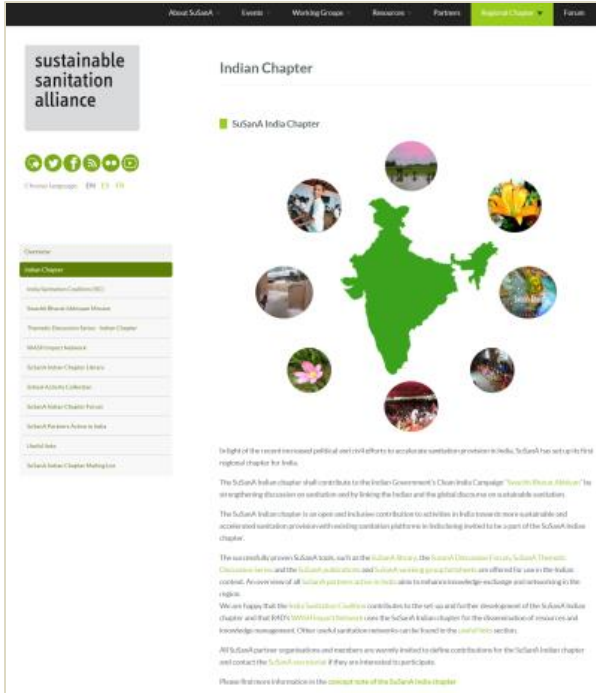 About SuSanA
Events
Working Groups
Resources
Partners
Regional Chapter
Forum
sustainable
sanitation
alliance
Indian Chapter
SuSanA India Chapter
Choose language: EN ES FR
Overview
Indian Chapter
India Sanitation Coalition (ISC)
Swachh Bharat Abhiyaan Mission
Thematic Discussion Series - Indian Chapter
WASH Impact Network
SuSanA Indian Chapter Library
School Activity Collection
SuSanA Indian Chapter Forum
SuSanA Partners Active in India
Useful links
SuSanA Indian Chapter Mailing List
In light of the recent increased political and civil efforts to accelerate sanitation provision in India, SuSanA has set up its first
regional chapter for India.
The SuSanA Indian chapter shall contribute to the Indian Government's Clean India Campaign "Swachh Bharat Abhiyan" by
strengthening discussion on sanitation and by linking the Indian and the global discourse on sustainable sanitation.
The SuSanA Indian chapter is an open and inclusive contribution to activities in India towards more sustainable and
accelerated sanitation provision with existing sanitation platforms in India being invited to be a part of the SuSanA Indian
chapter.
The successfully proven SuSanA tools, such as the SuSanA library, the SusanA Discussion Forum, SuSanA Thematic
Discussion Series and the SuSanA publications and SuSanA working group factsheets are offered for use in the Indian
context. An overview of all SuSanA partners active in India aims to enhance knowledge exchange and networking in the
region.
We are happy that the India Sanitation Coalition contributes to the set-up and further development of the SuSanA Indian
chapter and that R4D's WASH Impact Network uses the SuSanA Indian chapter for the dissemination of resources and
knowledge management. Other useful sanitation networks can be found in the useful links section.
All SuSanA partner organisations and members are warmly invited to define contributions for the SuSanA Indian chapter
and contact the SuSanA secretariat if they are interested to participate.
Please find more information in the concept note of the SuSanA India chapter.